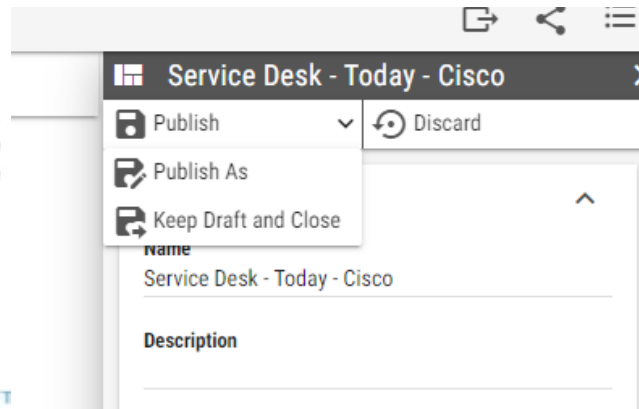 Service Desk - Today - Cisco
Publish
Discard
Publish As
Keep Draft and Close
Name
Service Desk - Today - Cisco
Description